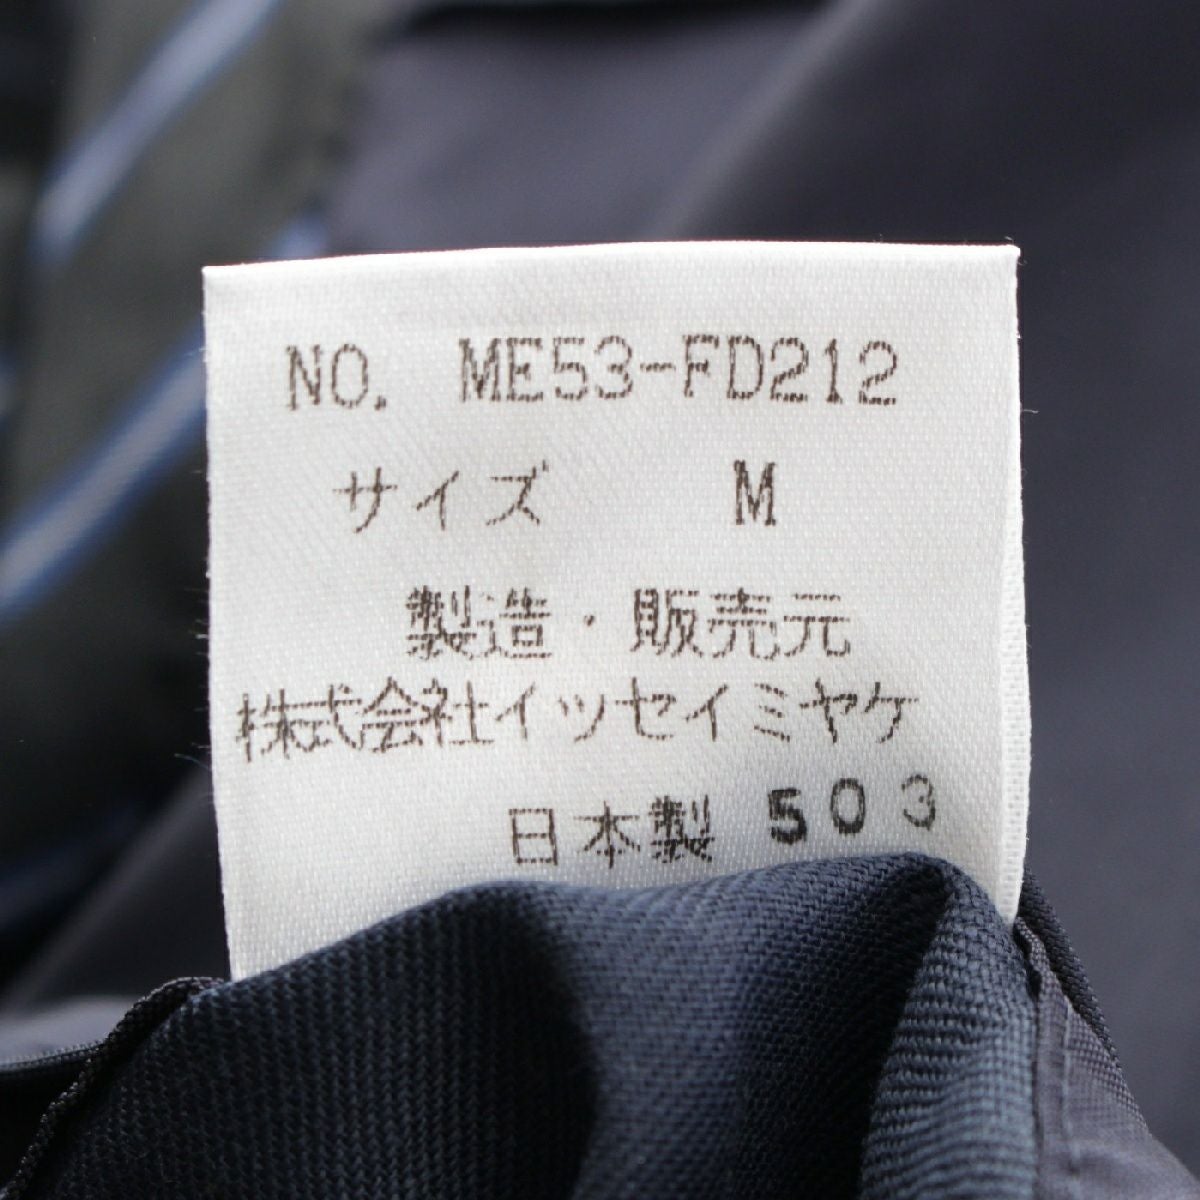 NO. ME53-FD212
サイズ M
製造・販売元
株式会社イッセイミヤケ
日本製 503